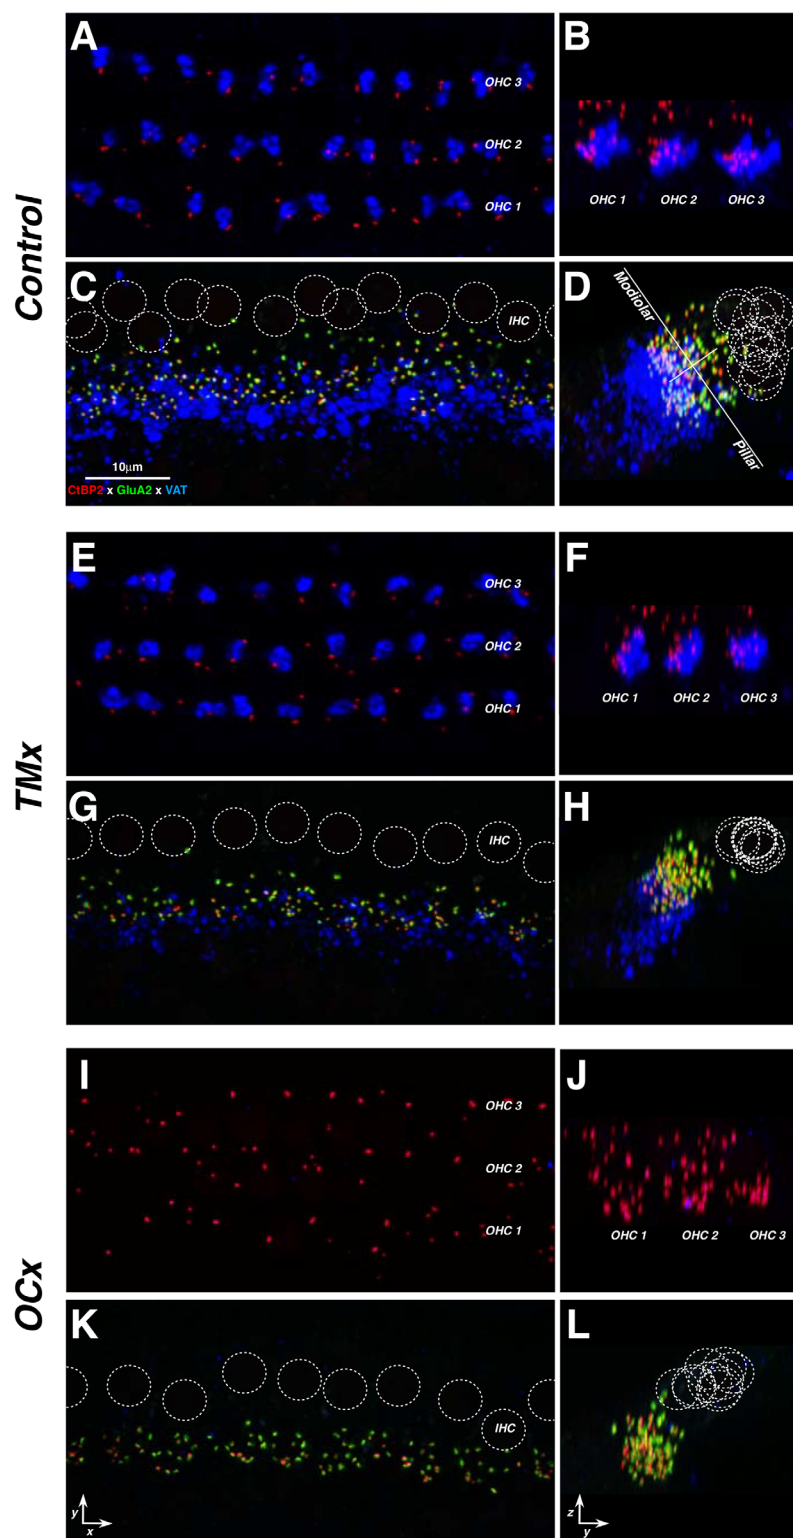 Control
A
OHC 3
OHC 2
OHC 1
B
OHC 1 OHC 2 OHC 3
C
IHC
10μm
CtBP2 x GluA2 x VAT
D
Modiolar
Pillar
TMx
E
OHC 3
OHC 2
OHC 1
F
OHC 1 OHC 2 OHC 3
G
IHC
H
OCx
I
OHC 3
OHC 2
OHC 1
J
OHC 1 OHC 2 OHC 3
K
IHC
y
x
L
z
y